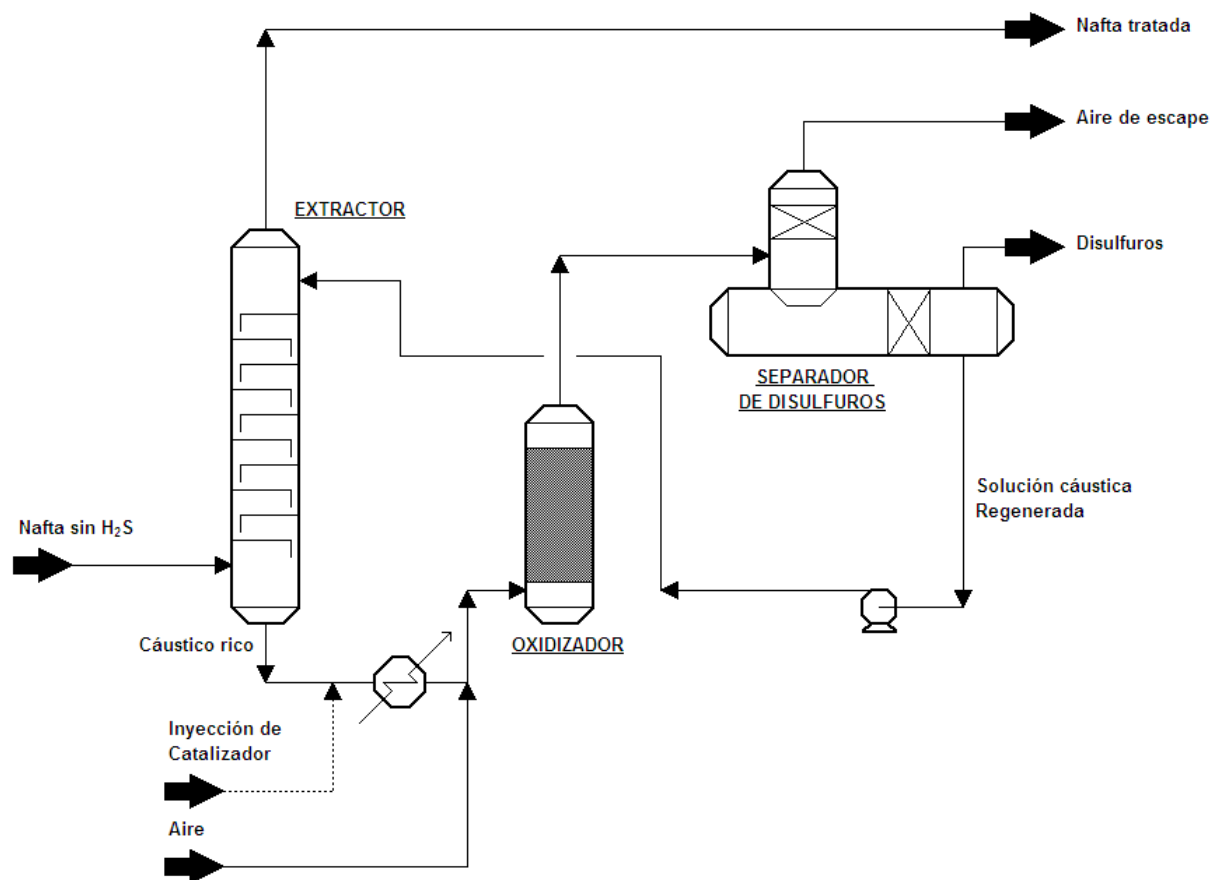 Nafta tratada
Aire de escape
EXTRACTOR
Disulfuros
SEPARADOR
DE DISULFUROS
Solución cáustica
Regenerada
Nafta sin H₂S
Cáustico rico
OXIDIZADOR
Inyección de
Catalizador
Aire